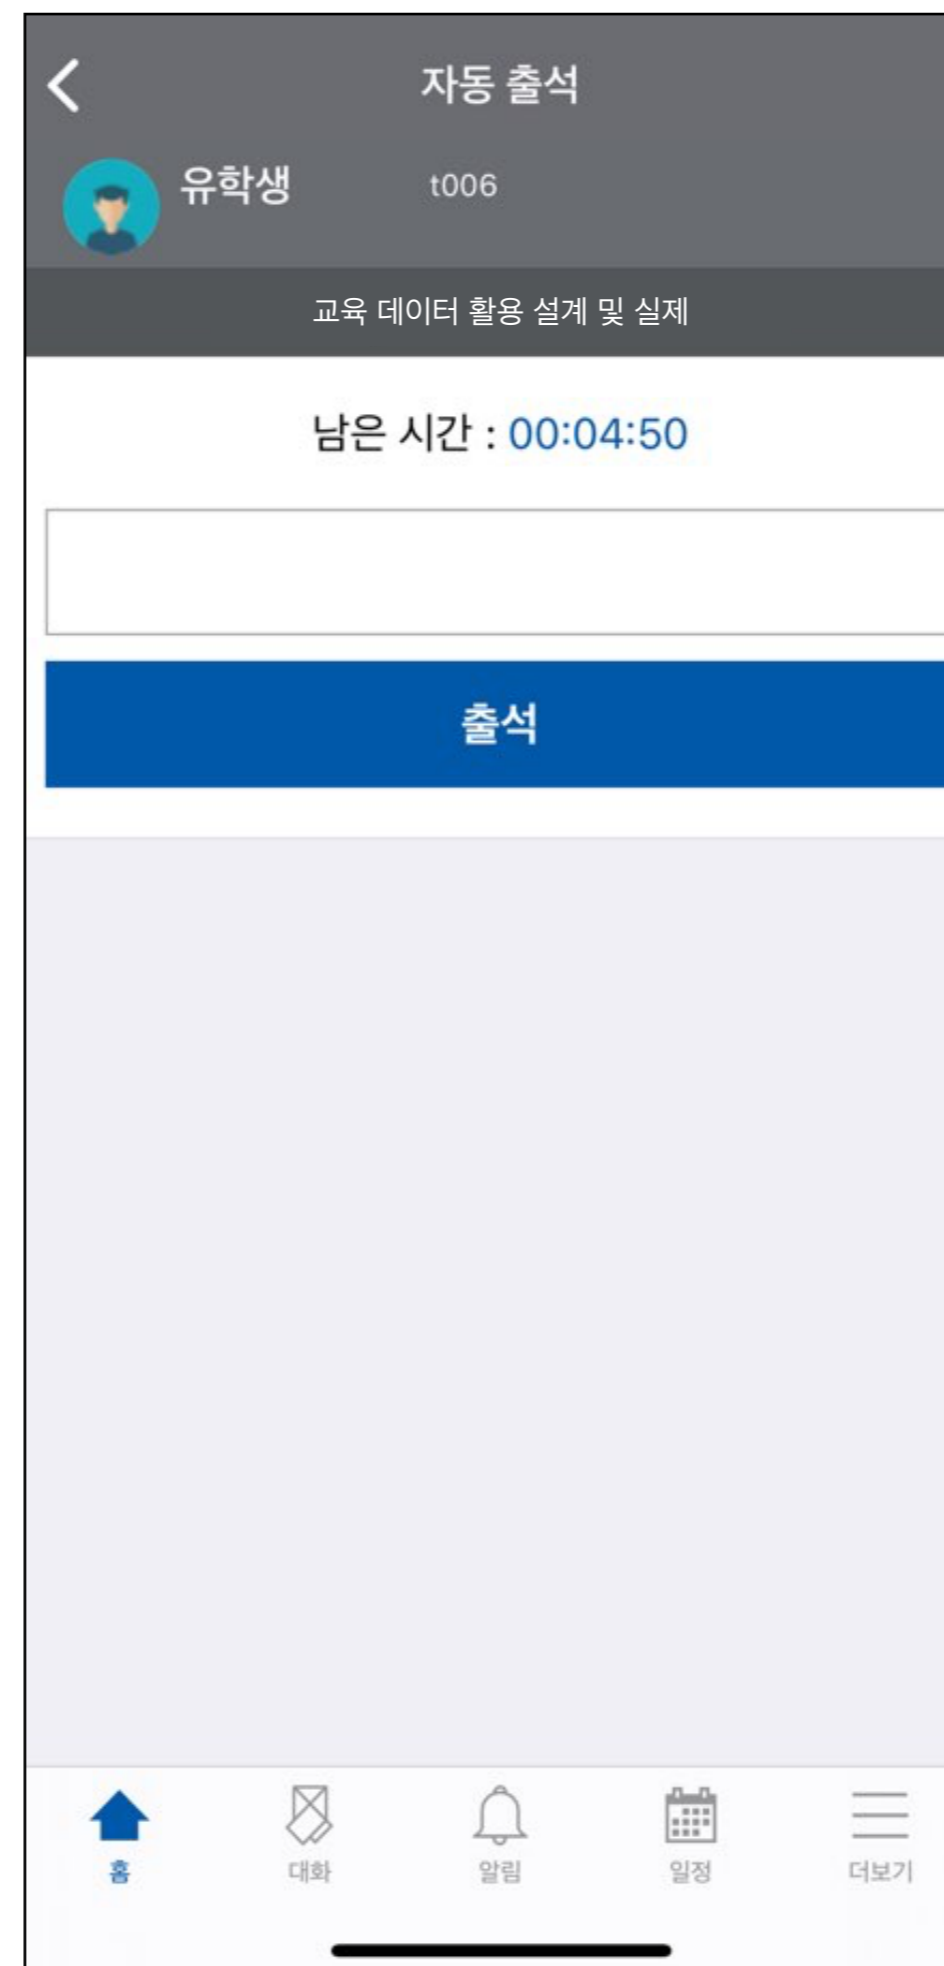 자동 출석
유학생 t006
교육 데이터 활용 설계 및 실제
남은 시간 : 00:04:50
출석
홈 대화 알림 일정 더보기